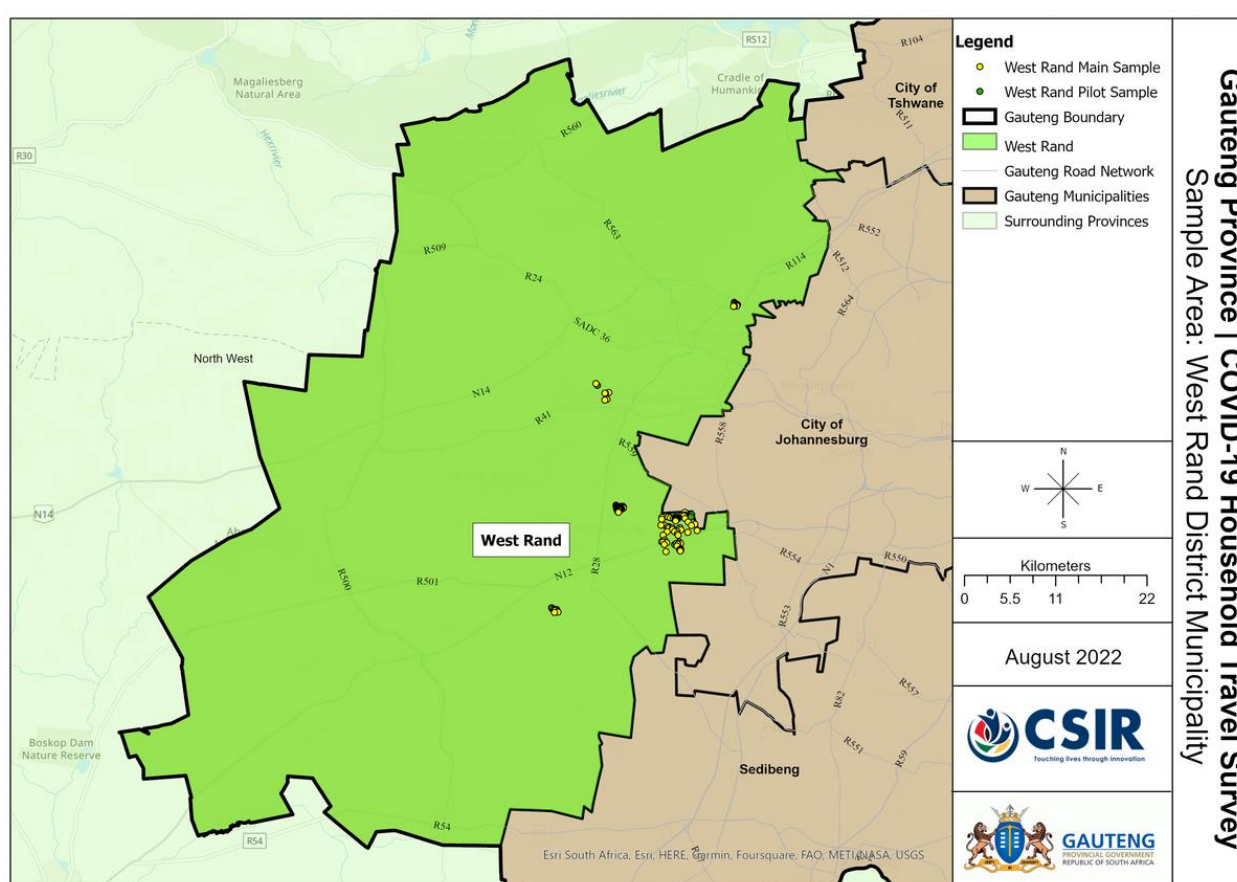 Gauteng Province | COVID-19 Household Travel Survey
Sample Area: West Rand District Municipality
Legend
West Rand Main Sample
West Rand Pilot Sample
Gauteng Boundary
West Rand
Gauteng Road Network
Gauteng Municipalities
Surrounding Provinces
N
W
E
S
Kilometers
0 5.5 11 22
August 2022
CSIR
Touching lives through innovation
GAUTENG
PROVINCIAL GOVERNMENT
REPUBLIC OF SOUTH AFRICA
R512
R104
Magaliesberg
Natural Area
Cradle of
City of
Tshwane
R511
Hexrivier
R560
R30
R563
R552
R509
R114
R512
R24
R564
SADC 36
North West
N14
R41
R559
R558
City of
Johannesburg
N14
West Rand
R500
R501
N12
R28
R554
N1
R550
R553
R82
R557
R551
R59
Boskop Dam
Nature Reserve
Sedibeng
R54
R54
Esri South Africa, Esri, HERE, Garmin, Foursquare, FAO, METI/NASA, USGS